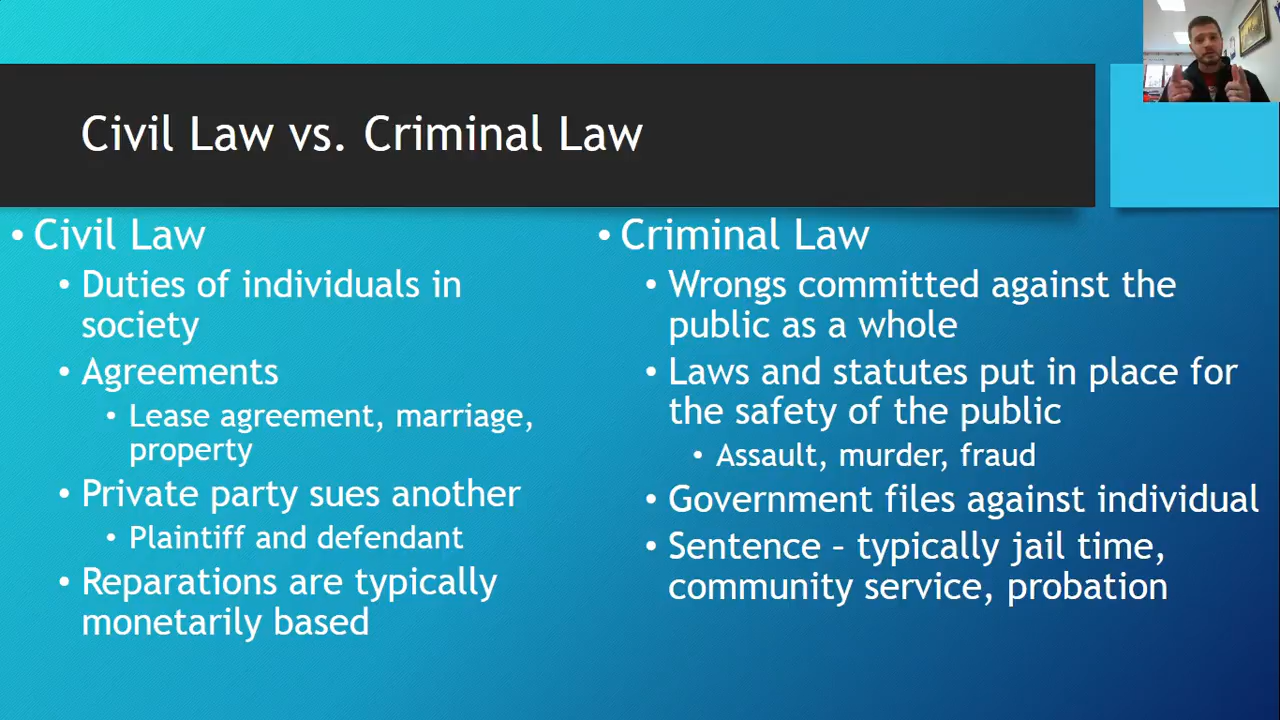 Civil Law vs. Criminal Law
• Civil Law
• Duties of individuals in
society
• Agreements
• Lease agreement, marriage,
property
• Private party sues another
• Plaintiff and defendant
• Reparations are typically
monetarily based
• Criminal Law
• Wrongs committed against the
public as a whole
• Laws and statutes put in place for
the safety of the public
• Assault, murder, fraud
• Government files against individual
• Sentence – typically jail time,
community service, probation